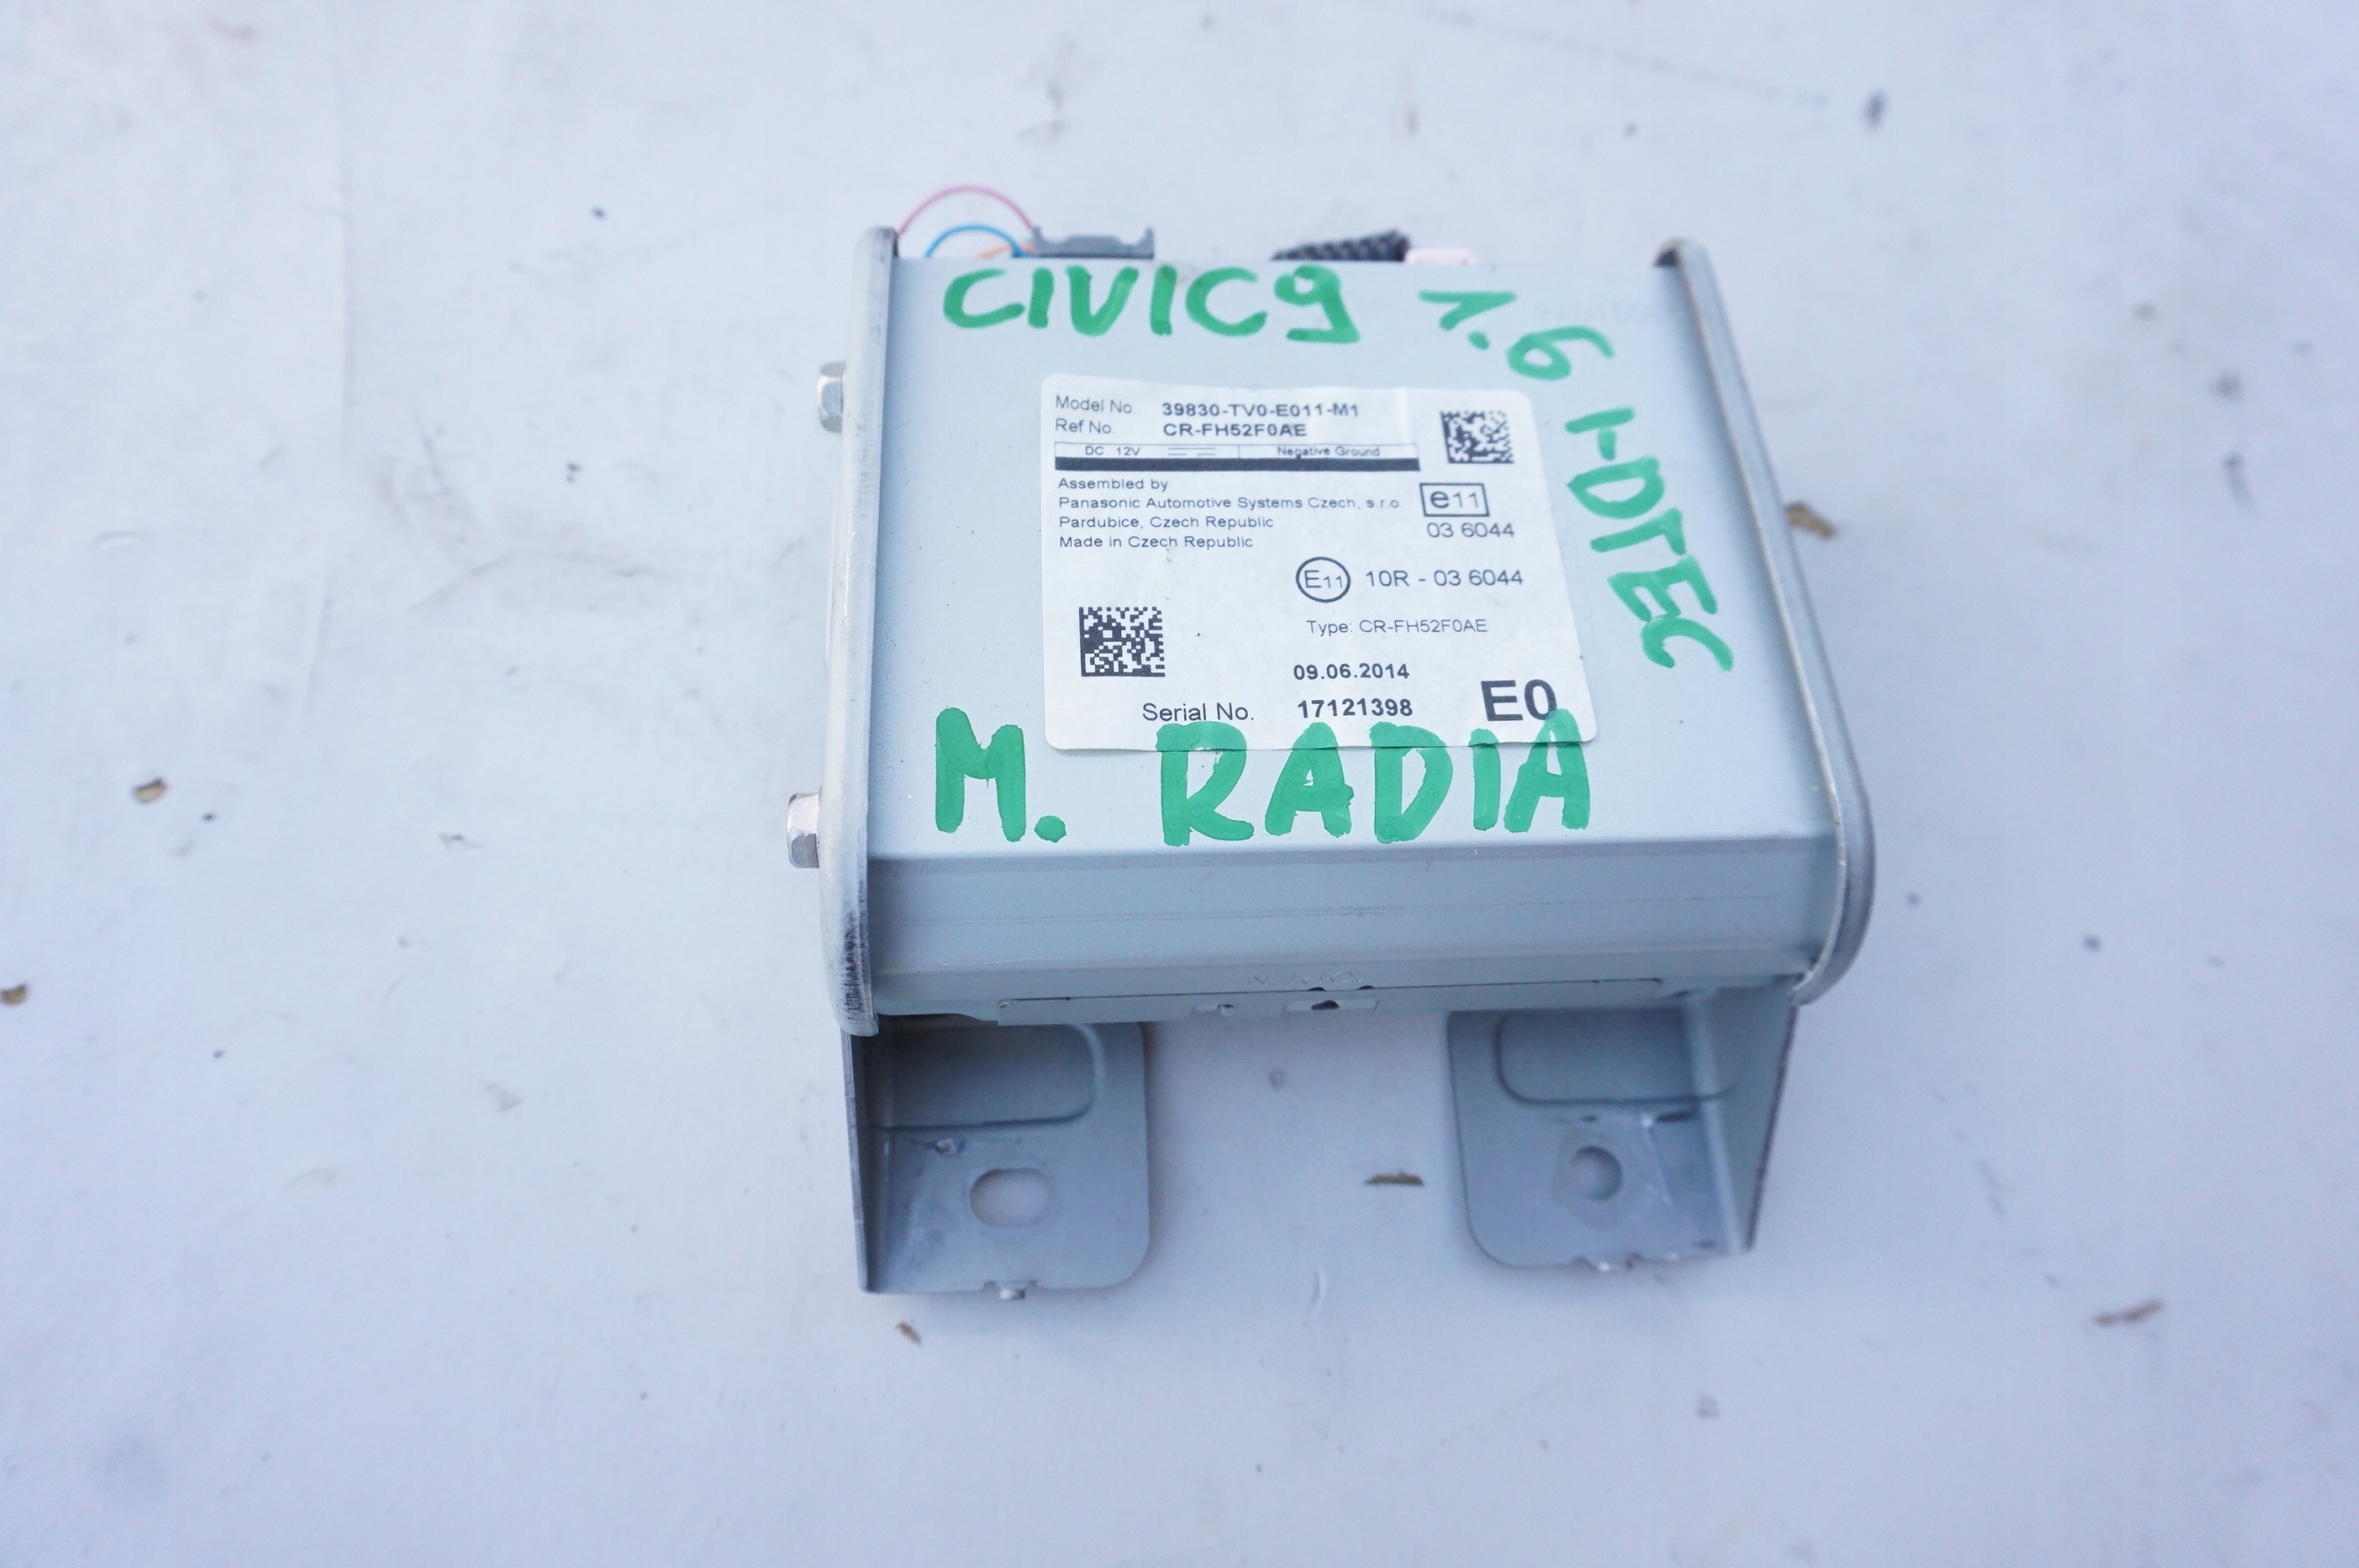 CIVIC 9 1.6 I-DTEC
Model No. 39830-TV0-E011-M1
Ref No. CR-FH52F0AE
DC 12V Negative Ground
Assembled by
Panasonic Automotive Systems Czech, s.r.o.
Pardubice, Czech Republic
Made in Czech Republic
e11
03 6044
E11 10R - 03 6044
Type: CR-FH52F0AE
09.06.2014
Serial No. 17121398 E0
M. RADIA